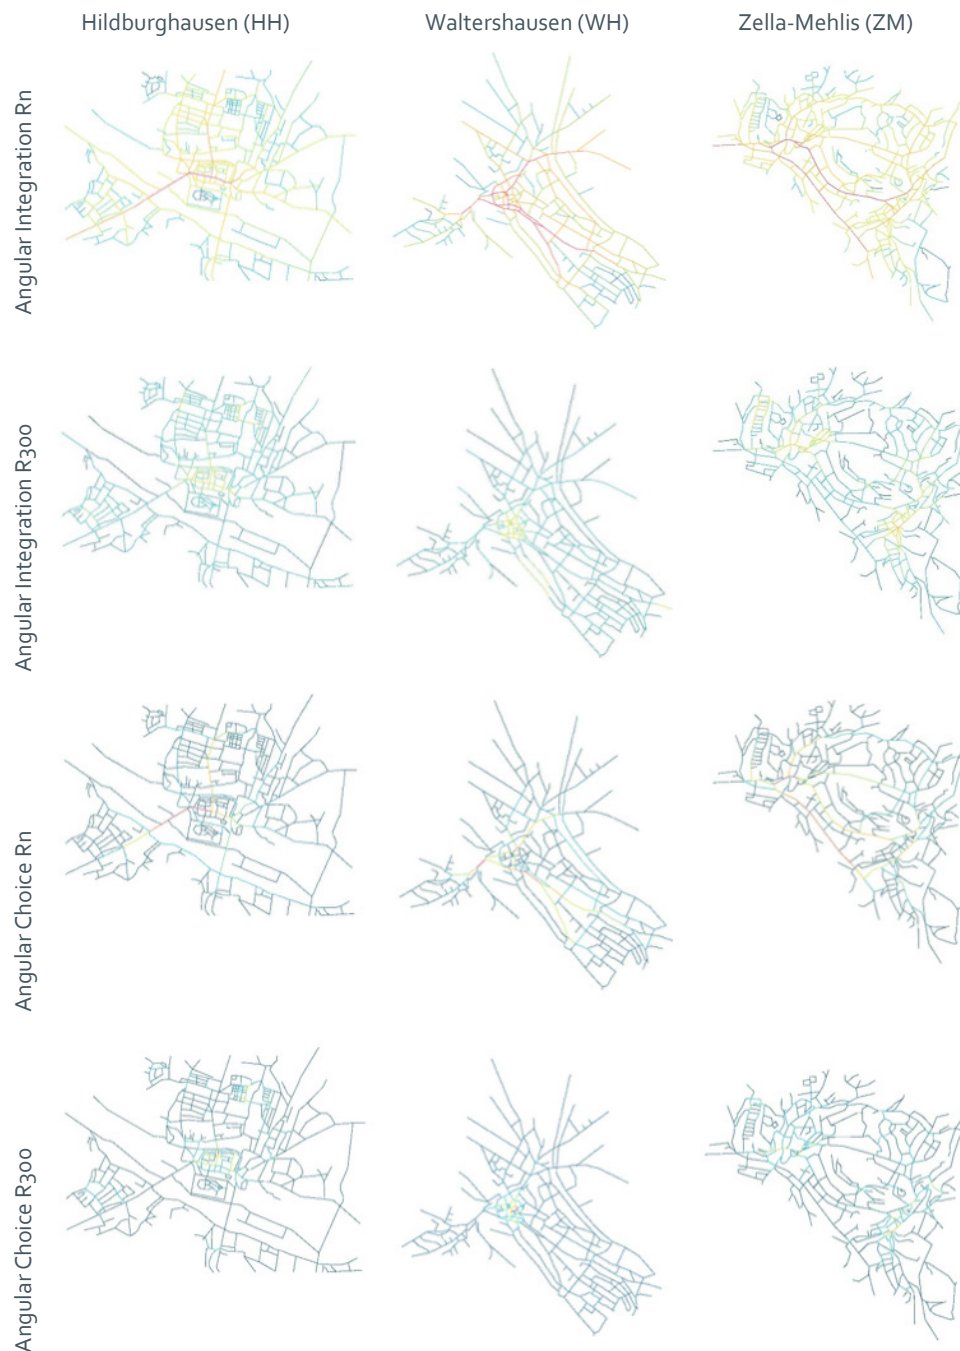 Hildburghausen (HH)
Waltershausen (WH)
Zella-Mehlis (ZM)
Angular Integration Rn
Angular Integration R300
Angular Choice Rn
Angular Choice R300